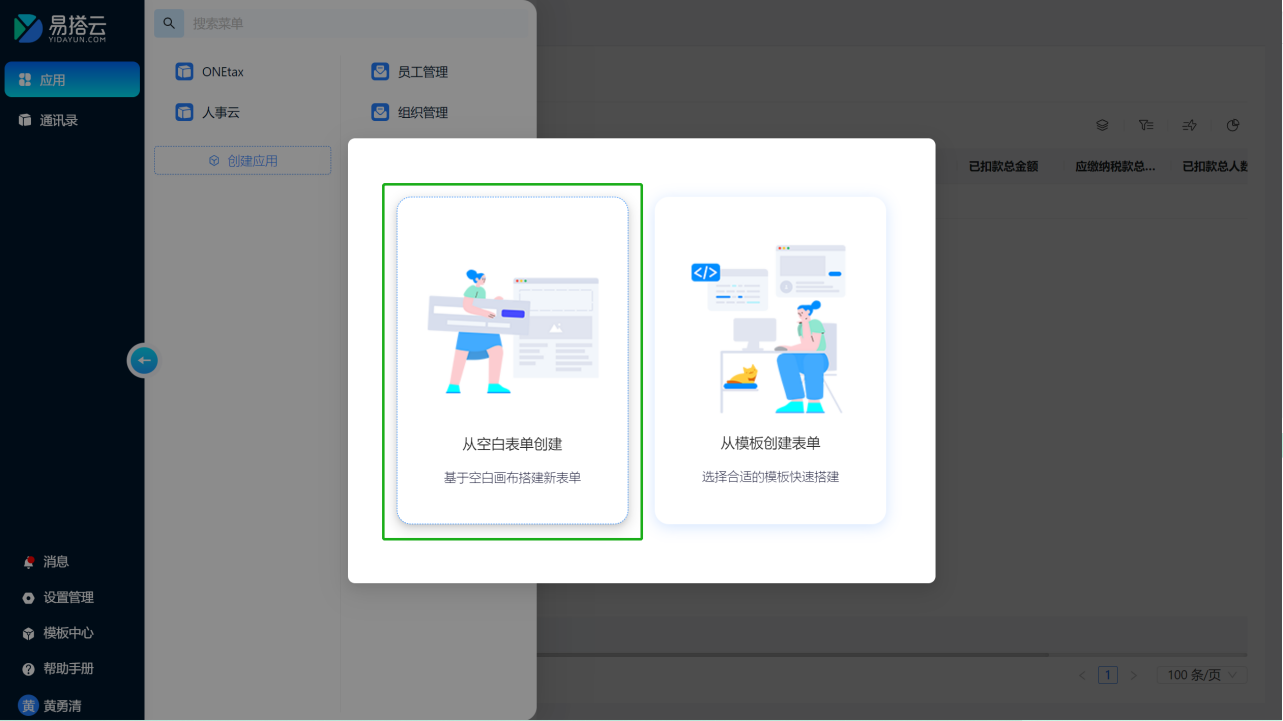 易搭云
YIDAYUN.COM
应用
通讯录
消息
设置管理
模板中心
帮助手册
黄 黄勇清
搜索菜单
ONEtax
人事云
创建应用
员工管理
组织管理
已扣款总金额 应缴纳税款总... 已扣款总人数
</>
从空白表单创建
基于空白画布搭建新表单
从模板创建表单
选择合适的模板快速搭建
1 100 条/页